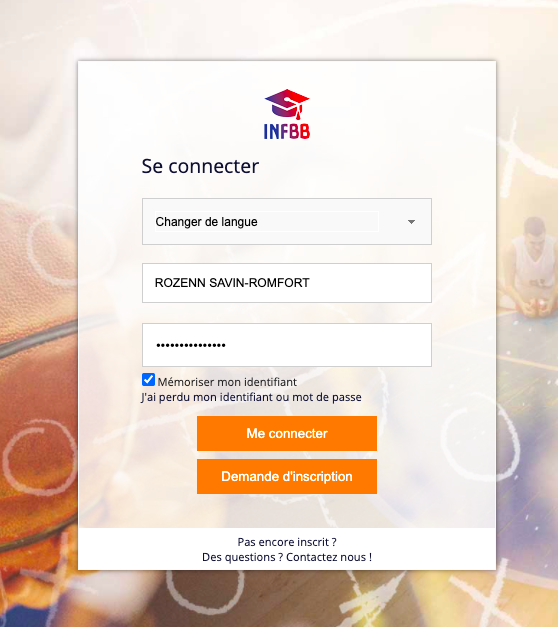 INFBB
Se connecter
Changer de langue
ROZENN SAVIN-ROMFORT
•••••••••••••••
Mémoriser mon identifiant
J'ai perdu mon identifiant ou mot de passe
Me connecter
Demande d'inscription
Pas encore inscrit ?
Des questions ? Contactez nous !